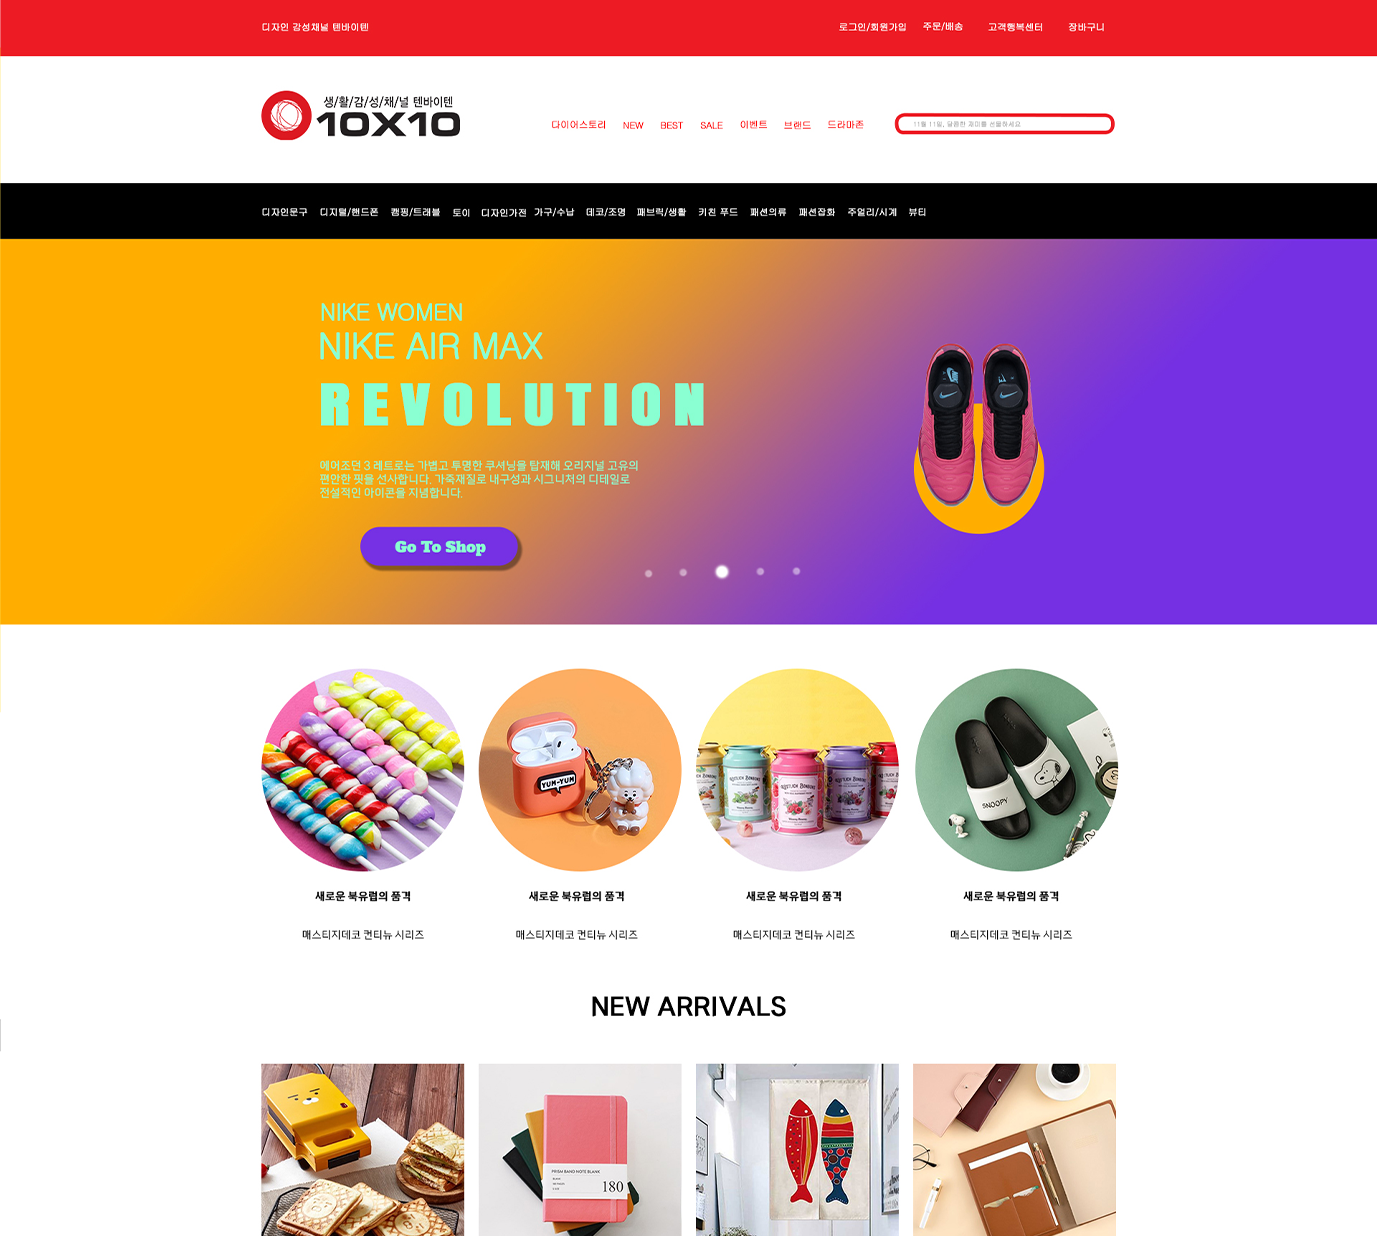 디자인 감성채널 텐바이텐
로그인/회원가입 주문/배송 고객행복센터 장바구니
생/활/감/성/채/널 텐바이텐
10X10
다이어스토리 NEW BEST SALE 이벤트 브랜드 드라마존
11월 11일, 달콤한 재미를 선물하세요
디자인문구 디지털/핸드폰 캠핑/트래블 토이 디자인가전 가구/수납 데코/조명 패브릭/생활 키친 푸드 패션의류 패션잡화 주얼리/시계 뷰티
NIKE WOMEN
NIKE AIR MAX
REVOLUTION
에어조던 3 레트로는 가볍고 투명한 쿠셔닝을 탑재해 오리지널 고유의
편안한 핏을 선사합니다. 가죽재질로 내구성과 시그니처의 디테일로
전설적인 아이콘을 지녔합니다.
Go To Shop
YUM-YUM
SNOOPY
새로운 북유럽의 품격 새로운 북유럽의 품격 새로운 북유럽의 품격 새로운 북유럽의 품격
매스티지데코 컨티뉴 시리즈 매스티지데코 컨티뉴 시리즈 매스티지데코 컨티뉴 시리즈 매스티지데코 컨티뉴 시리즈
NEW ARRIVALS
PRISM BAND NOTE BLANK
180